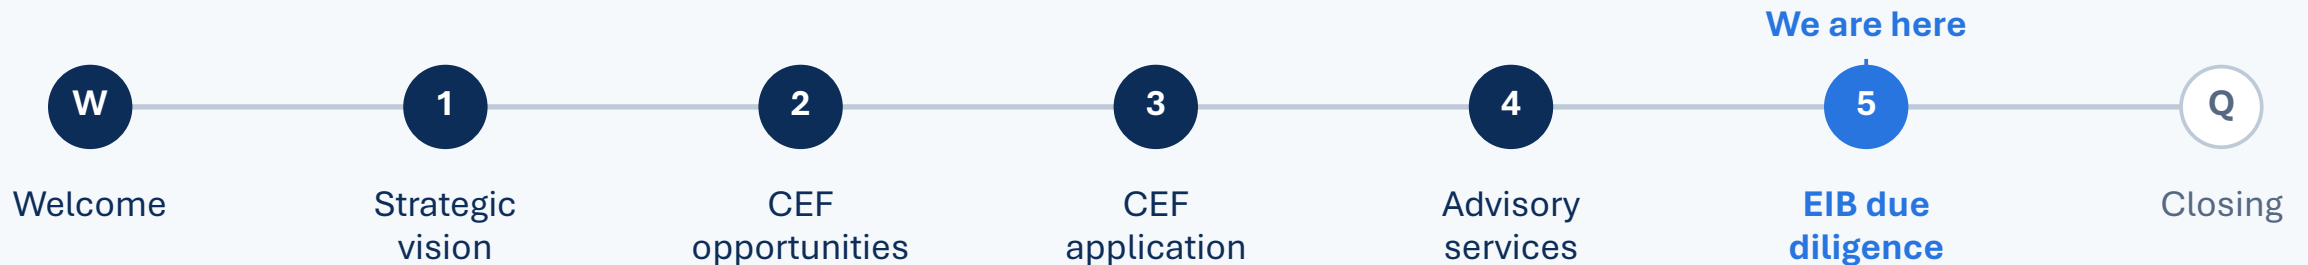 We are here
W
1
2
3
4
5
Q
Welcome
Strategic
vision
CEF
opportunities
CEF
application
Advisory
services
EIB due
diligence
Closing